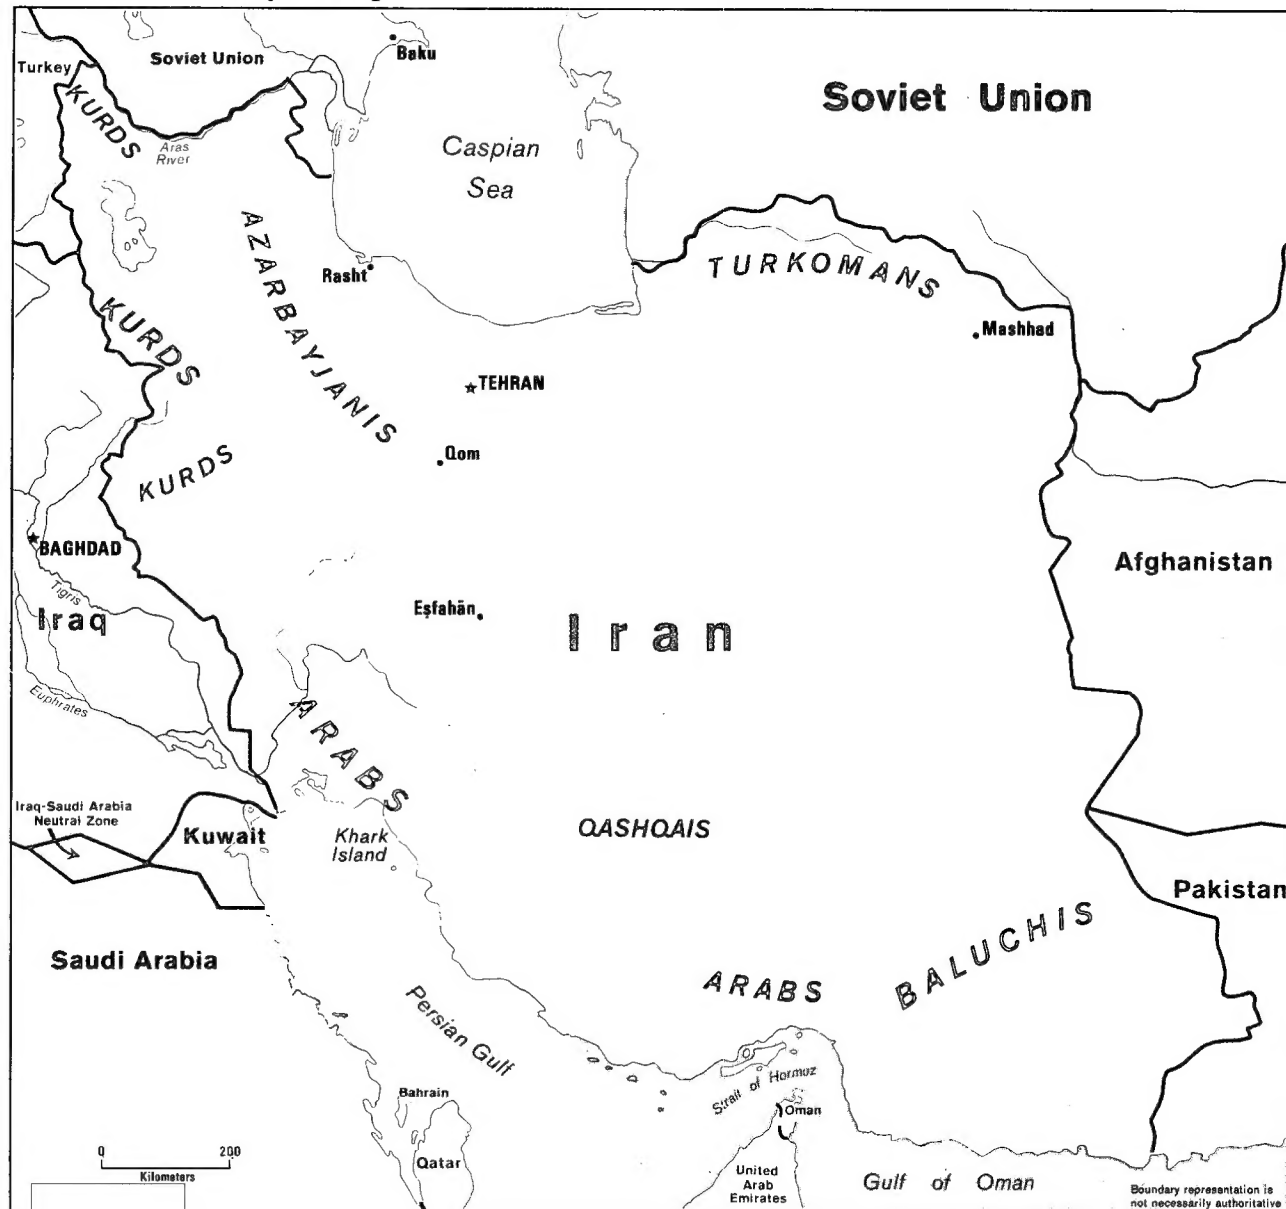 Baku
Soviet Union
Turkey
Soviet Union
KURDS
Aras
River
Caspian
Sea
AZARBAYJANIS
Rasht
TURKOMANS
Mashhad
KURDS
TEHRAN
Qom
KURDS
BAGHDAD
Tigris
Iraq
Afghanistan
Eşfahān
Iran
Euphrates
ARABS
Iraq-Saudi Arabia
Neutral Zone
Kuwait
Khark
Island
QASHQAIS
Pakistan
Saudi Arabia
BALUCHIS
ARABS
Persian Gulf
Strait of Hormuz
Bahrain
Oman
Qatar
United
Arab
Emirates
Gulf of Oman
0 200
Kilometers
Boundary representation is
not necessarily authoritative